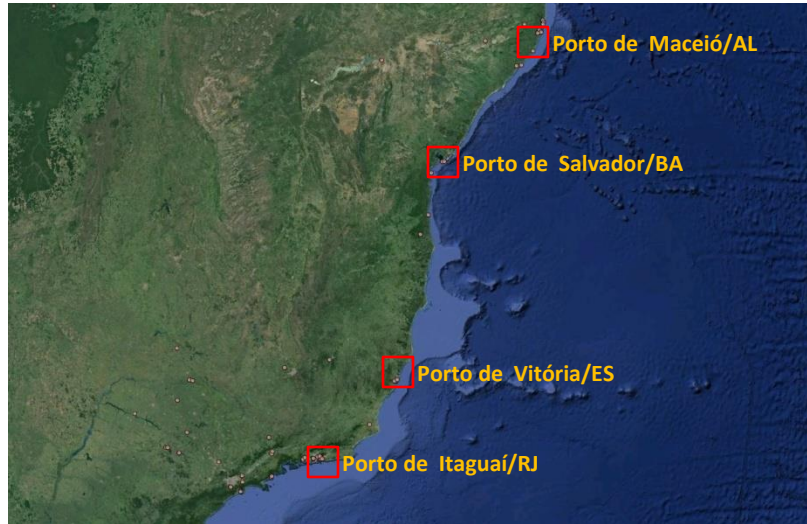 Porto de Maceió/AL
Porto de Salvador/BA
Porto de Vitória/ES
Porto de Itaguaí/RJ